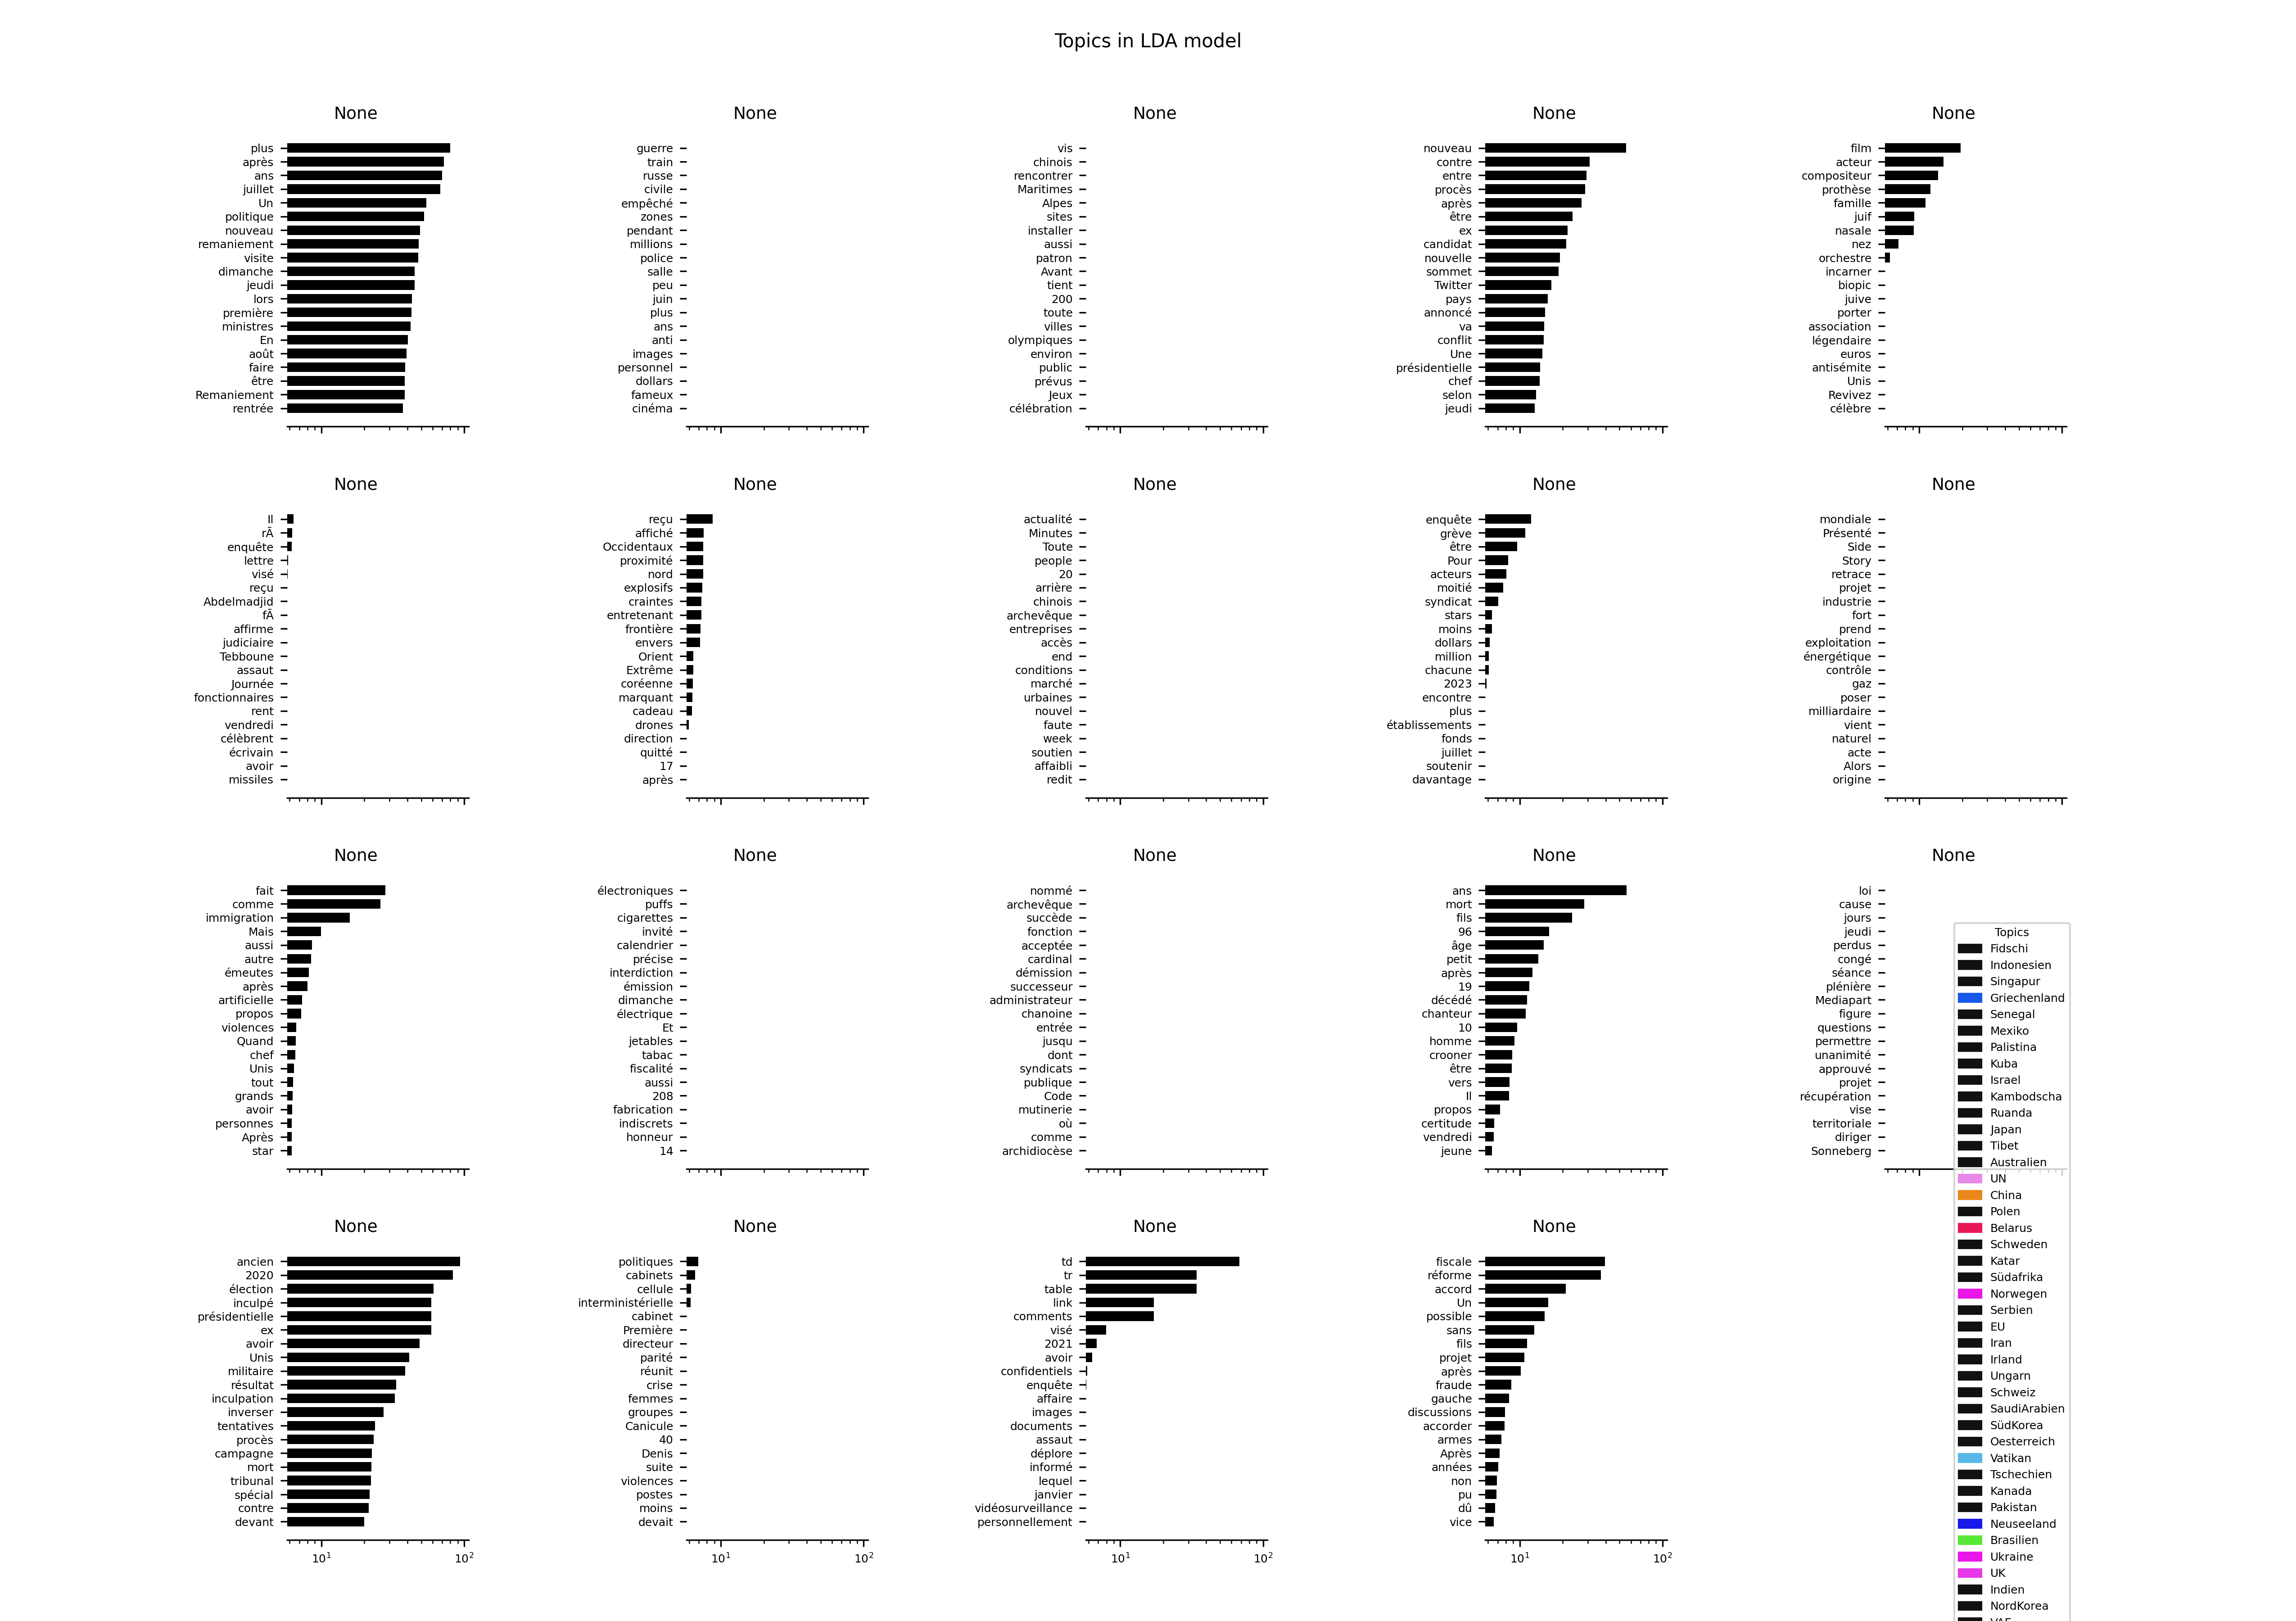 Topics in LDA model
None
plus
après
ans
juillet
Un
politique
nouveau
remaniement
visite
dimanche
jeudi
lors
première
ministres
En
août
faire
être
Remaniement
rentrée
None
guerre
train
russe
civile
empêché
zones
pendant
millions
police
salle
peu
juin
plus
ans
anti
images
personnel
dollars
fameux
cinéma
None
vis
chinois
rencontrer
Maritimes
Alpes
sites
installer
aussi
patron
Avant
tient
200
toute
villes
olympiques
environ
public
prévus
Jeux
célébration
None
nouveau
contre
entre
procès
après
être
ex
candidat
nouvelle
sommet
Twitter
pays
annoncé
va
conflit
Une
présidentielle
chef
selon
jeudi
None
film
acteur
compositeur
prothèse
famille
juif
nasale
nez
orchestre
incarner
biopic
juive
porter
association
légendaire
euros
antisémite
Unis
Revivez
célèbre
None
Il
rÃ
enquête
lettre
visé
reçu
Abdelmadjid
fÃ
affirme
judiciaire
Tebboune
assaut
Journée
fonctionnaires
rent
vendredi
célèbrent
écrivain
avoir
missiles
None
reçu
affiché
Occidentaux
proximité
nord
explosifs
craintes
entretenant
frontière
envers
Orient
Extrême
coréenne
marquant
cadeau
drones
direction
quitté
17
après
None
actualité
Minutes
Toute
people
20
arrière
chinois
archevêque
entreprises
accès
end
conditions
marché
urbaines
nouvel
faute
week
soutien
affaibli
redit
None
enquête
grève
être
Pour
acteurs
moitié
syndicat
stars
moins
dollars
million
chacune
2023
encontre
plus
établissements
fonds
juillet
soutenir
davantage
None
mondiale
Présenté
Side
Story
retrace
projet
industrie
fort
prend
exploitation
énergétique
contrôle
gaz
poser
milliardaire
vient
naturel
acte
Alors
origine
None
fait
comme
immigration
Mais
aussi
autre
émeutes
après
artificielle
propos
violences
Quand
chef
Unis
tout
grands
avoir
personnes
Après
star
None
électroniques
puffs
cigarettes
invité
calendrier
précise
interdiction
émission
dimanche
électrique
Et
jetables
tabac
fiscalité
aussi
208
fabrication
indiscrets
honneur
14
None
nommé
archevêque
succède
fonction
acceptée
cardinal
démission
successeur
administrateur
chanoine
entrée
jusqu
dont
syndicats
publique
Code
mutinerie
où
comme
archidiocèse
None
ans
mort
fils
96
âge
petit
après
19
décédé
chanteur
10
homme
crooner
être
vers
Il
propos
certitude
vendredi
jeune
None
loi
cause
jours
jeudi
perdus
congé
séance
plénière
Mediapart
figure
questions
permettre
unanimité
approuvé
projet
récupération
vise
territoriale
diriger
Sonneberg
None
ancien
2020
élection
inculpé
présidentielle
ex
avoir
Unis
militaire
résultat
inculpation
inverser
tentatives
procès
campagne
mort
tribunal
spécial
contre
devant
10¹ 10²
None
politiques
cabinets
cellule
interministérielle
cabinet
Première
directeur
parité
réunit
crise
femmes
groupes
Canicule
40
Denis
suite
violences
postes
moins
devait
10¹ 10²
None
td
tr
table
link
comments
visé
2021
avoir
confidentiels
enquête
affaire
images
documents
assaut
déplore
informé
lequel
janvier
vidéosurveillance
personnellement
10¹ 10²
None
fiscale
réforme
accord
Un
possible
sans
fils
projet
après
fraude
gauche
discussions
accorder
armes
Après
années
non
pu
dû
vice
10¹ 10²
Topics
Fidschi
Indonesien
Singapur
Griechenland
Senegal
Mexiko
Palistina
Kuba
Israel
Kambodscha
Ruanda
Japan
Tibet
Australien
UN
China
Polen
Belarus
Schweden
Katar
Südafrika
Norwegen
Serbien
EU
Iran
Irland
Ungarn
Schweiz
SaudiArabien
SüdKorea
Oesterreich
Vatikan
Tschechien
Kanada
Pakistan
Neuseeland
Brasilien
Ukraine
UK
Indien
NordKorea